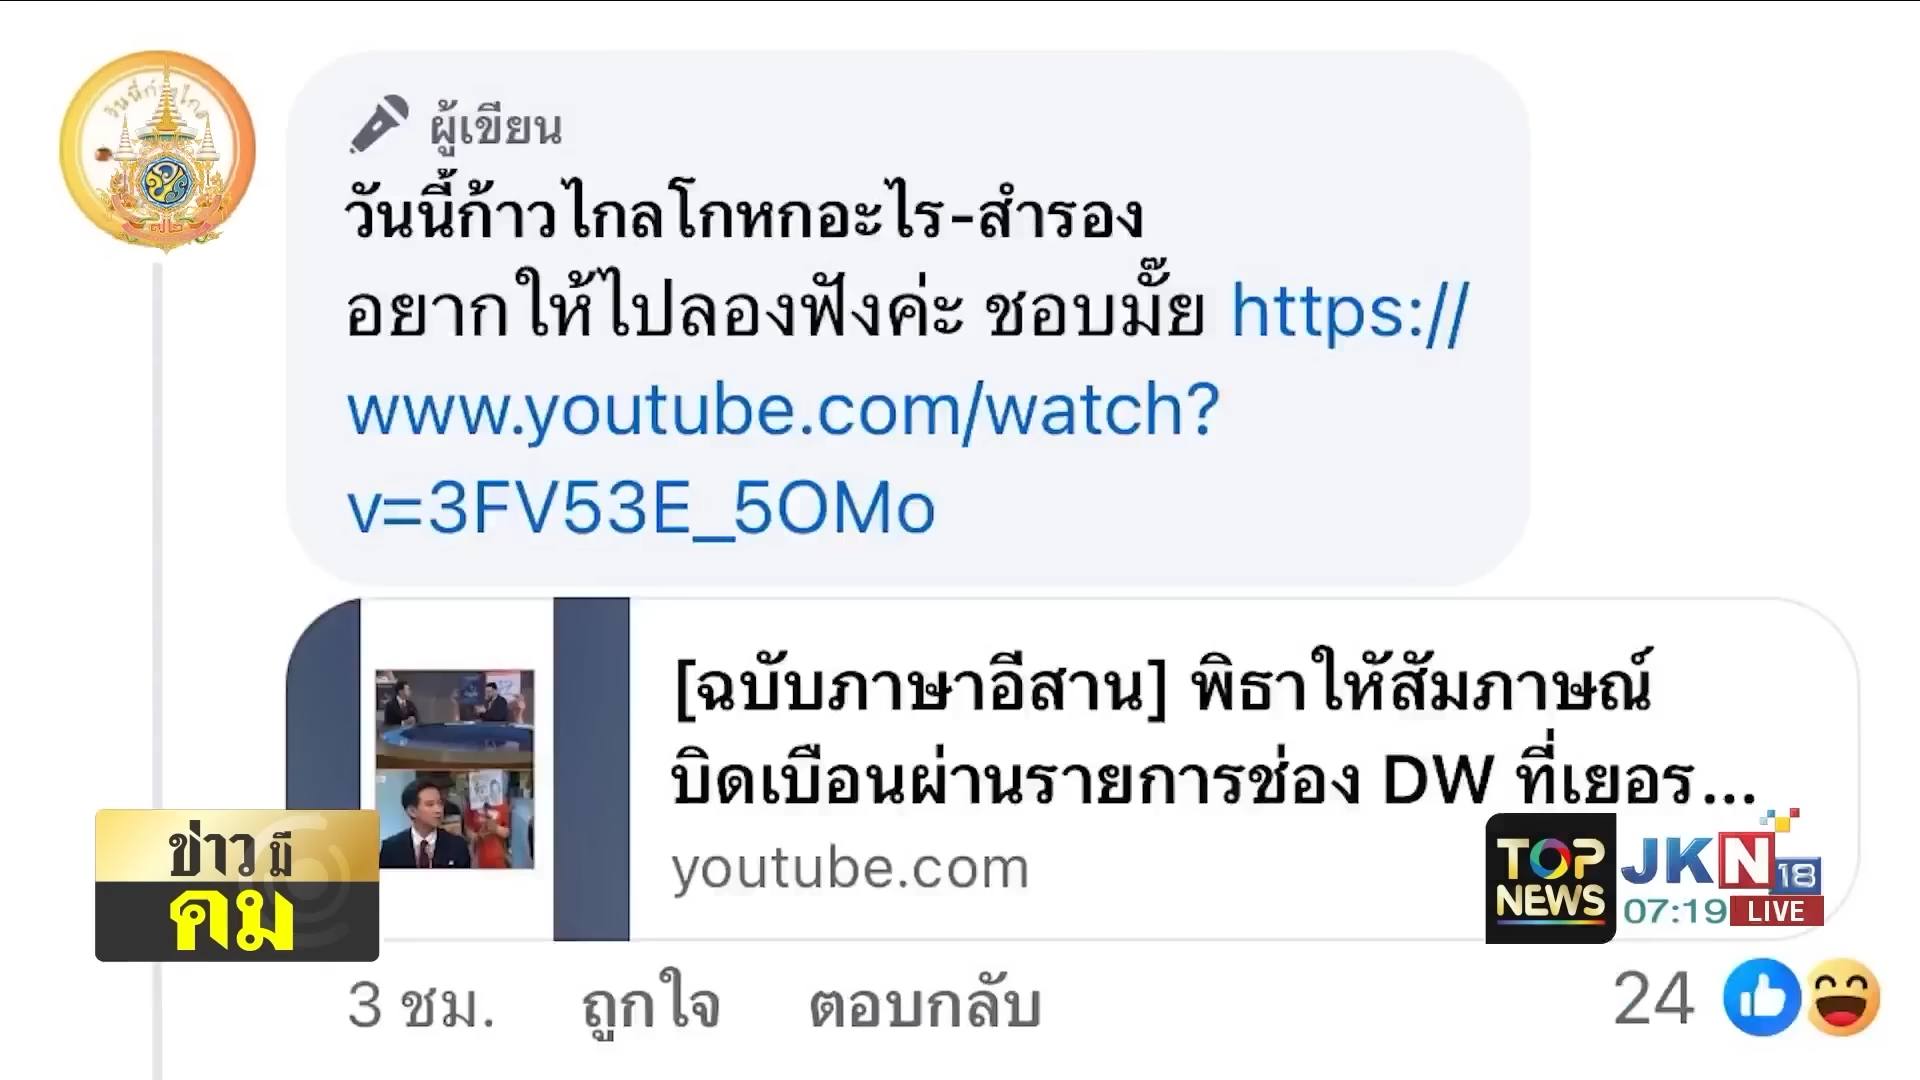 ผู้เขียน
วันนี้ก้าวไกลโกหกอะไร-สำรอง
อยากให้ไปลองฟังค่ะ ชอบมั๊ย https://
www.youtube.com/watch?
v=3FV53E_5OMo
[ฉบับภาษาอีสาน] พิธาให้สัมภาษณ์
บิดเบือนผ่านรายการช่อง DW ที่เยอร...
youtube.com
ข่าวมี
คม
TOP
NEWS
JKN
18
07:19
LIVE
3 ชม. ถูกใจ ตอบกลับ
24